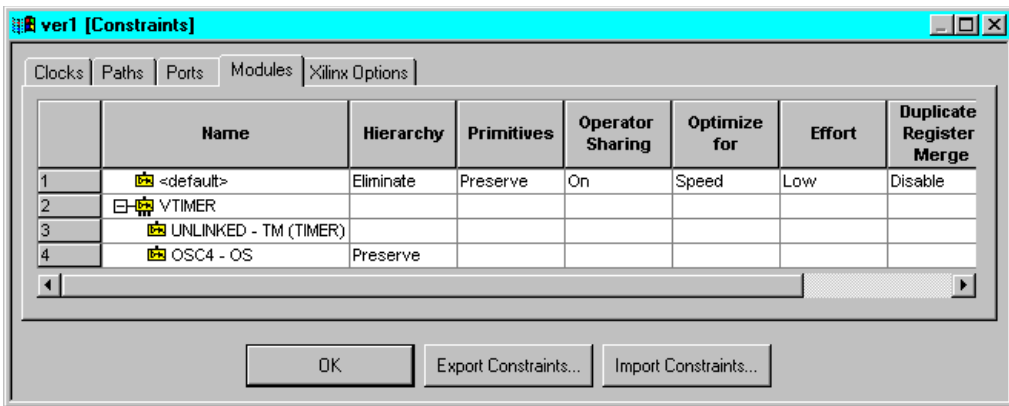 ver1 [Constraints]
Clocks Paths Ports Modules Xilinx Options
Name Hierarchy Primitives Operator Sharing Optimize for Effort Duplicate Register Merge
1 <default> Eliminate Preserve On Speed Low Disable
2 VTIMER
3 UNLINKED - TM (TIMER)
4 OSC4 - OS Preserve
OK Export Constraints... Import Constraints...